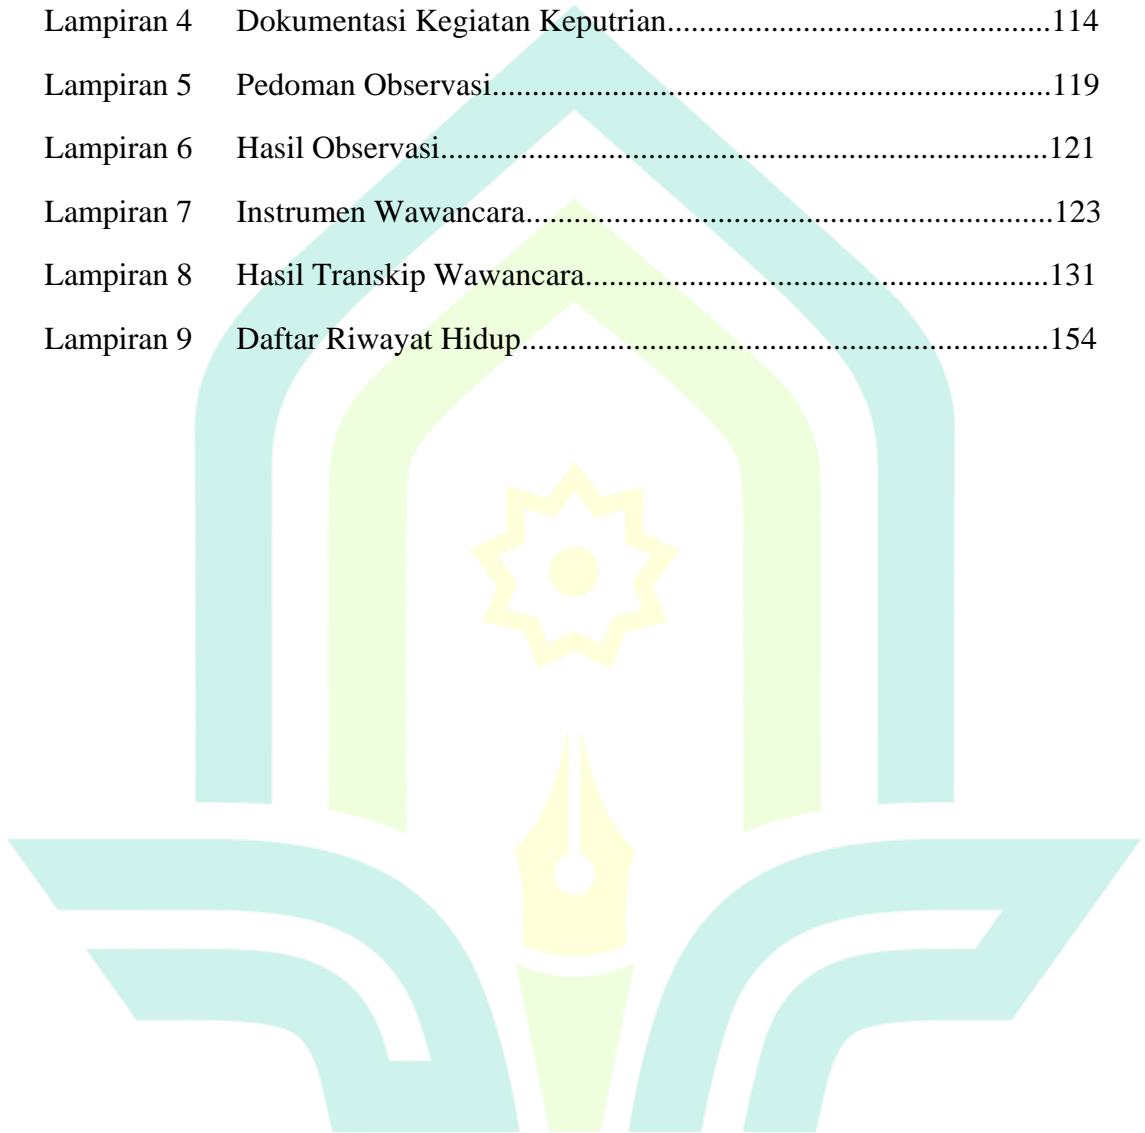 Lampiran 4 Dokumentasi Kegiatan Keputrian................................................114
Lampiran 5 Pedoman Observasi......................................................................119
Lampiran 6 Hasil Observasi............................................................................121
Lampiran 7 Instrumen Wawancara..................................................................123
Lampiran 8 Hasil Transkip Wawancara..........................................................131
Lampiran 9 Daftar Riwayat Hidup..................................................................154